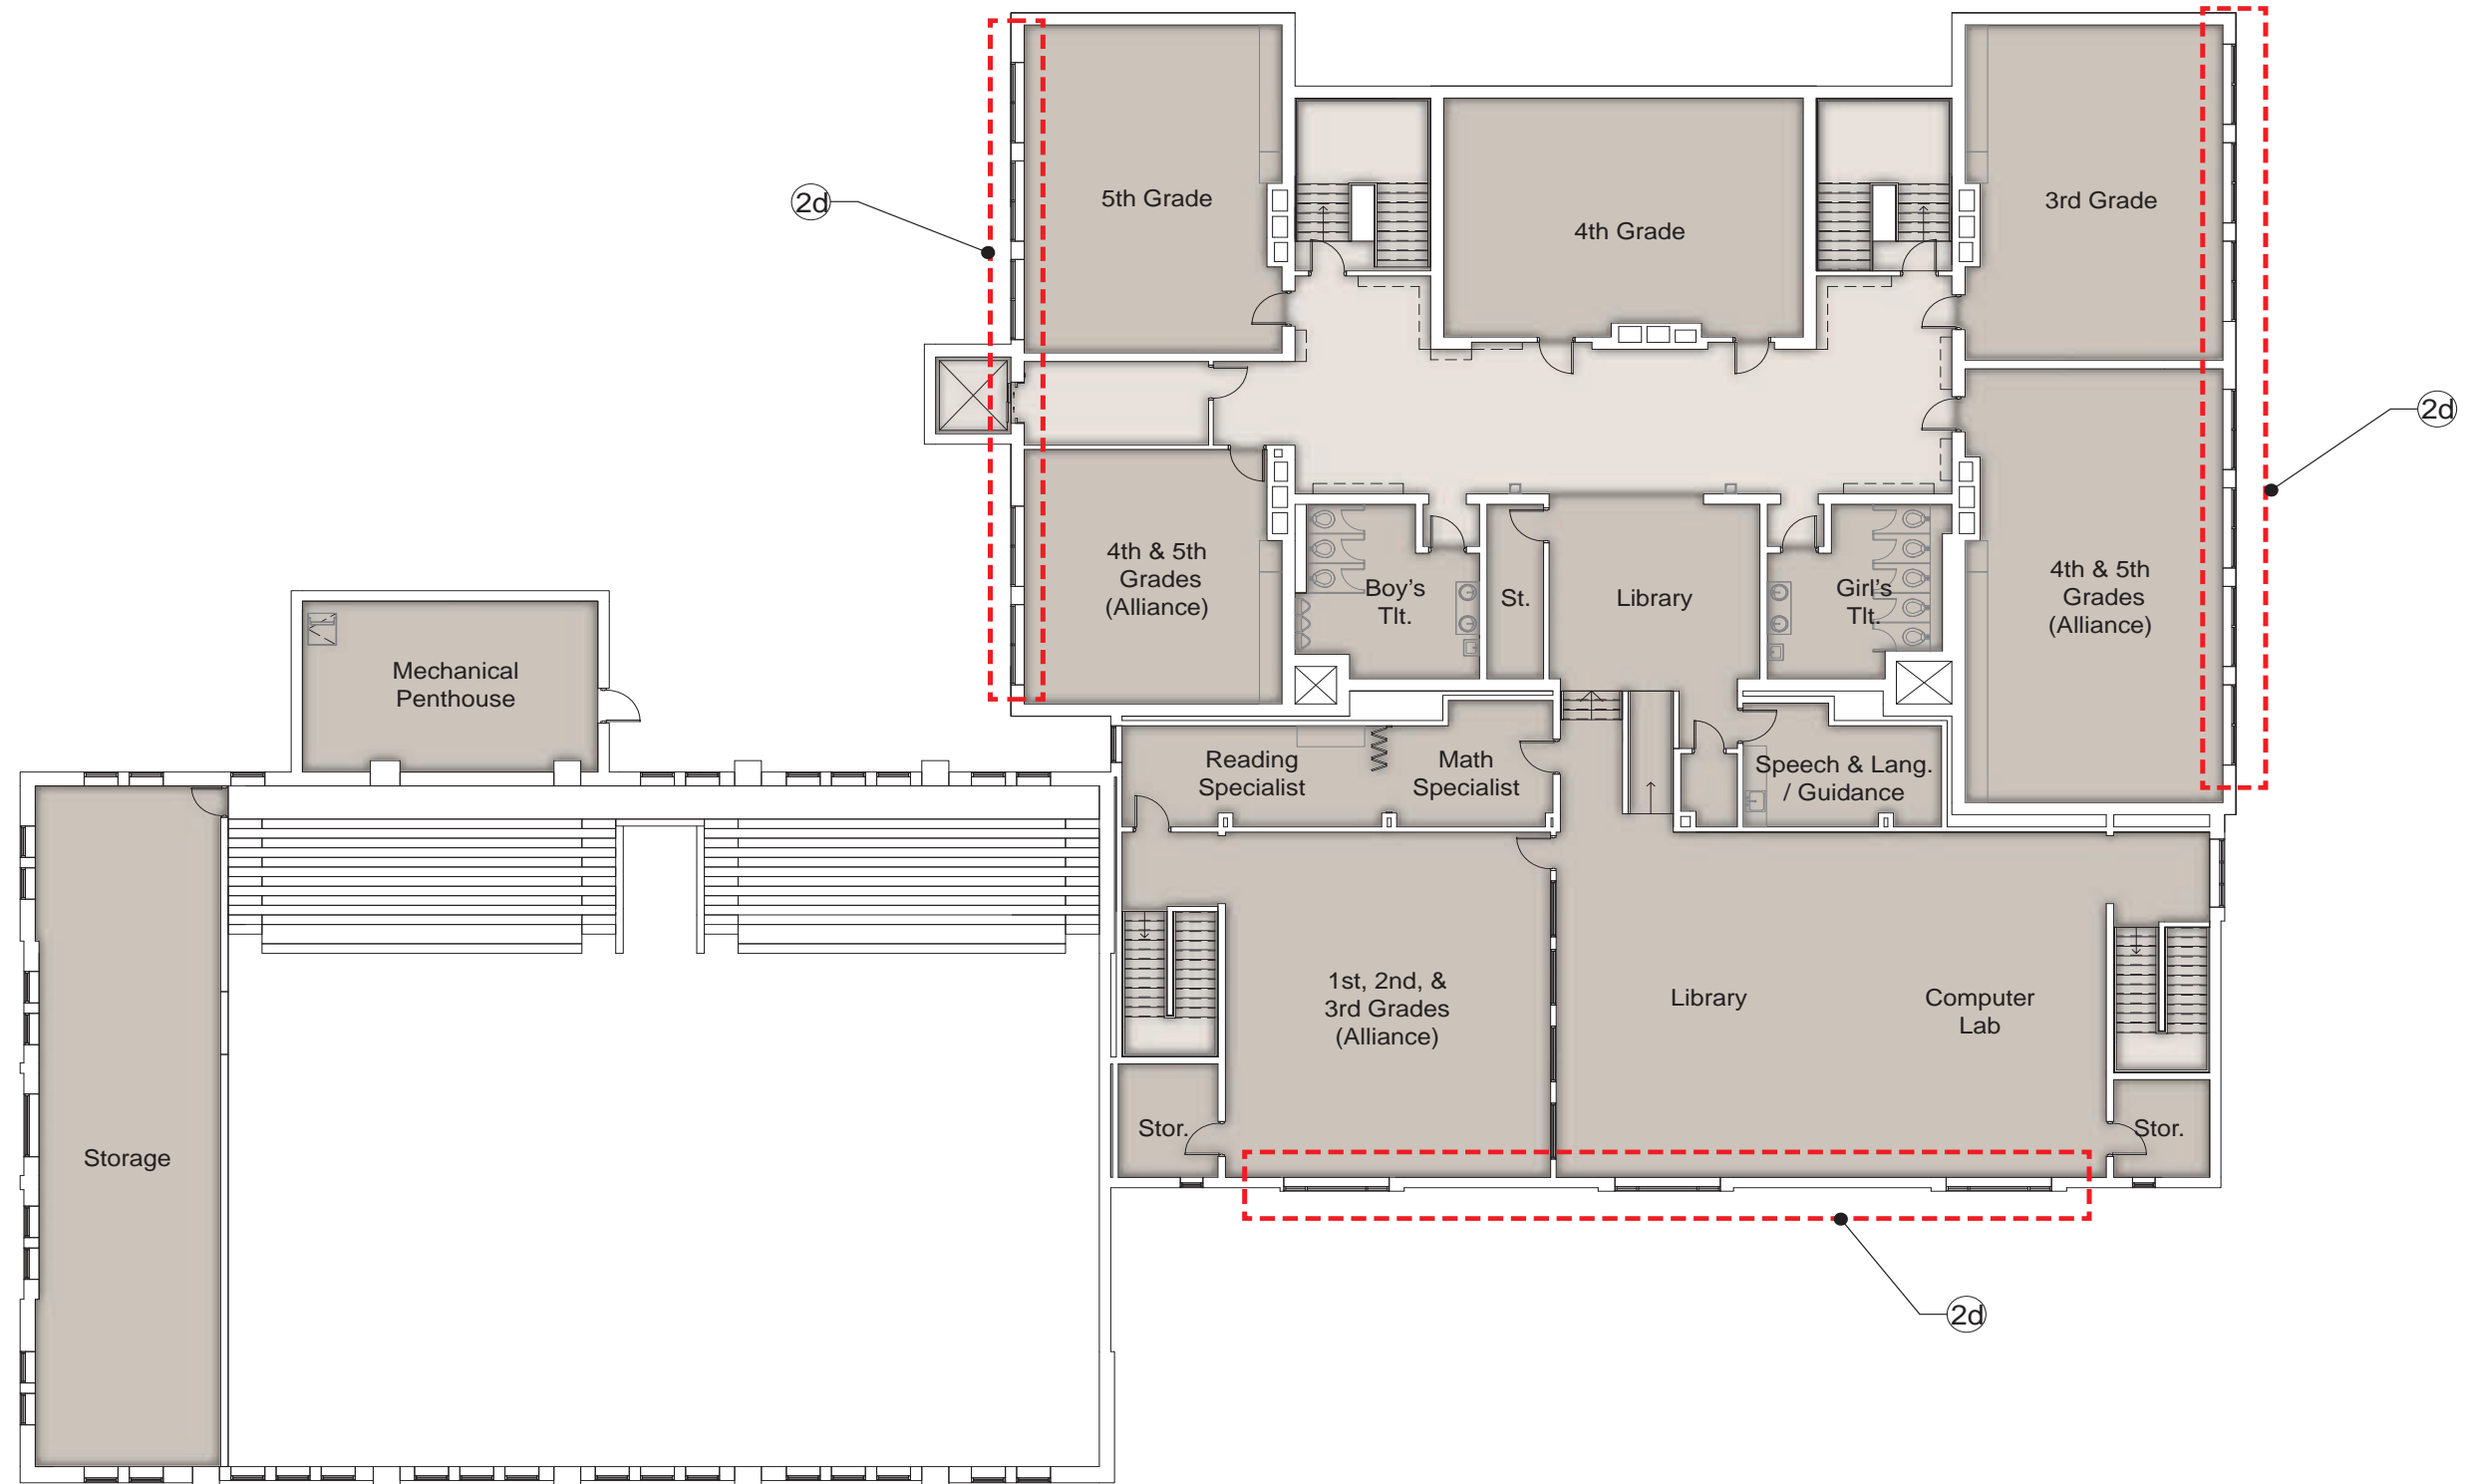 5th Grade
4th Grade
3rd Grade
2d
2d
4th & 5th
Grades
(Alliance)
Boy’s
Tlt.
St.
Library
Girl’s
Tlt.
4th & 5th
Grades
(Alliance)
Mechanical
Penthouse
Reading
Specialist
Math
Specialist
Speech & Lang.
/ Guidance
1st, 2nd, &
3rd Grades
(Alliance)
Library
Computer
Lab
Stor.
Stor.
Storage
2d